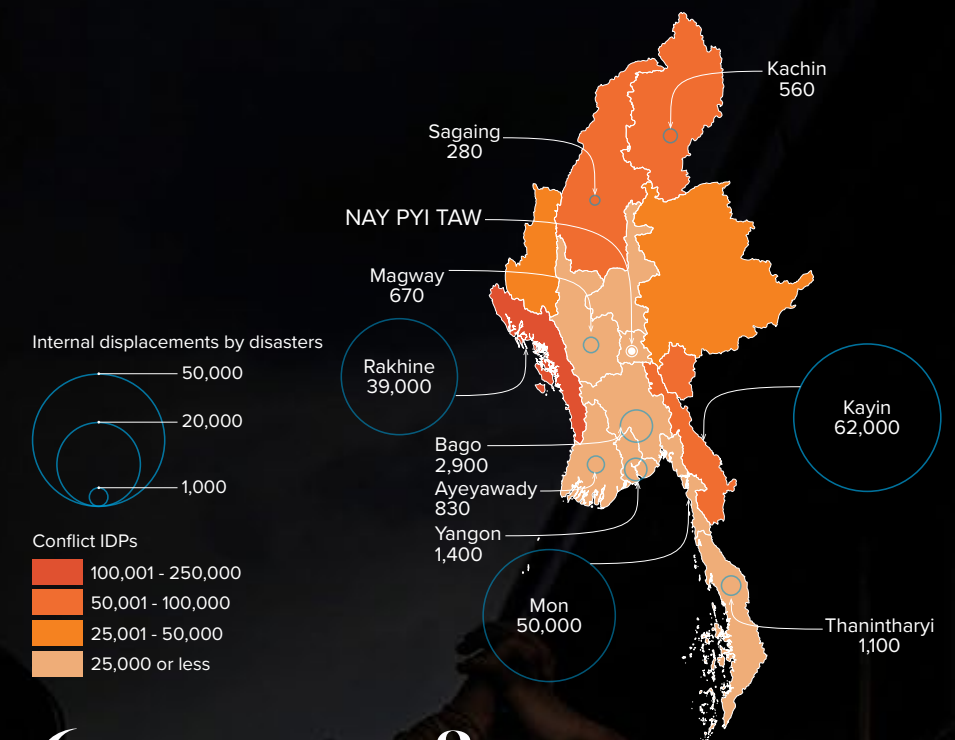 Kachin
560
Sagaing
280
NAY PYI TAW
Magway
670
Internal displacements by disasters
50,000
20,000
1,000
Rakhine
39,000
Kayin
62,000
Bago
2,900
Ayeyawady
830
Yangon
1,400
Conflict IDPs
100,001 - 250,000
50,001 - 100,000
25,001 - 50,000
25,000 or less
Mon
50,000
Thanintharyi
1,100